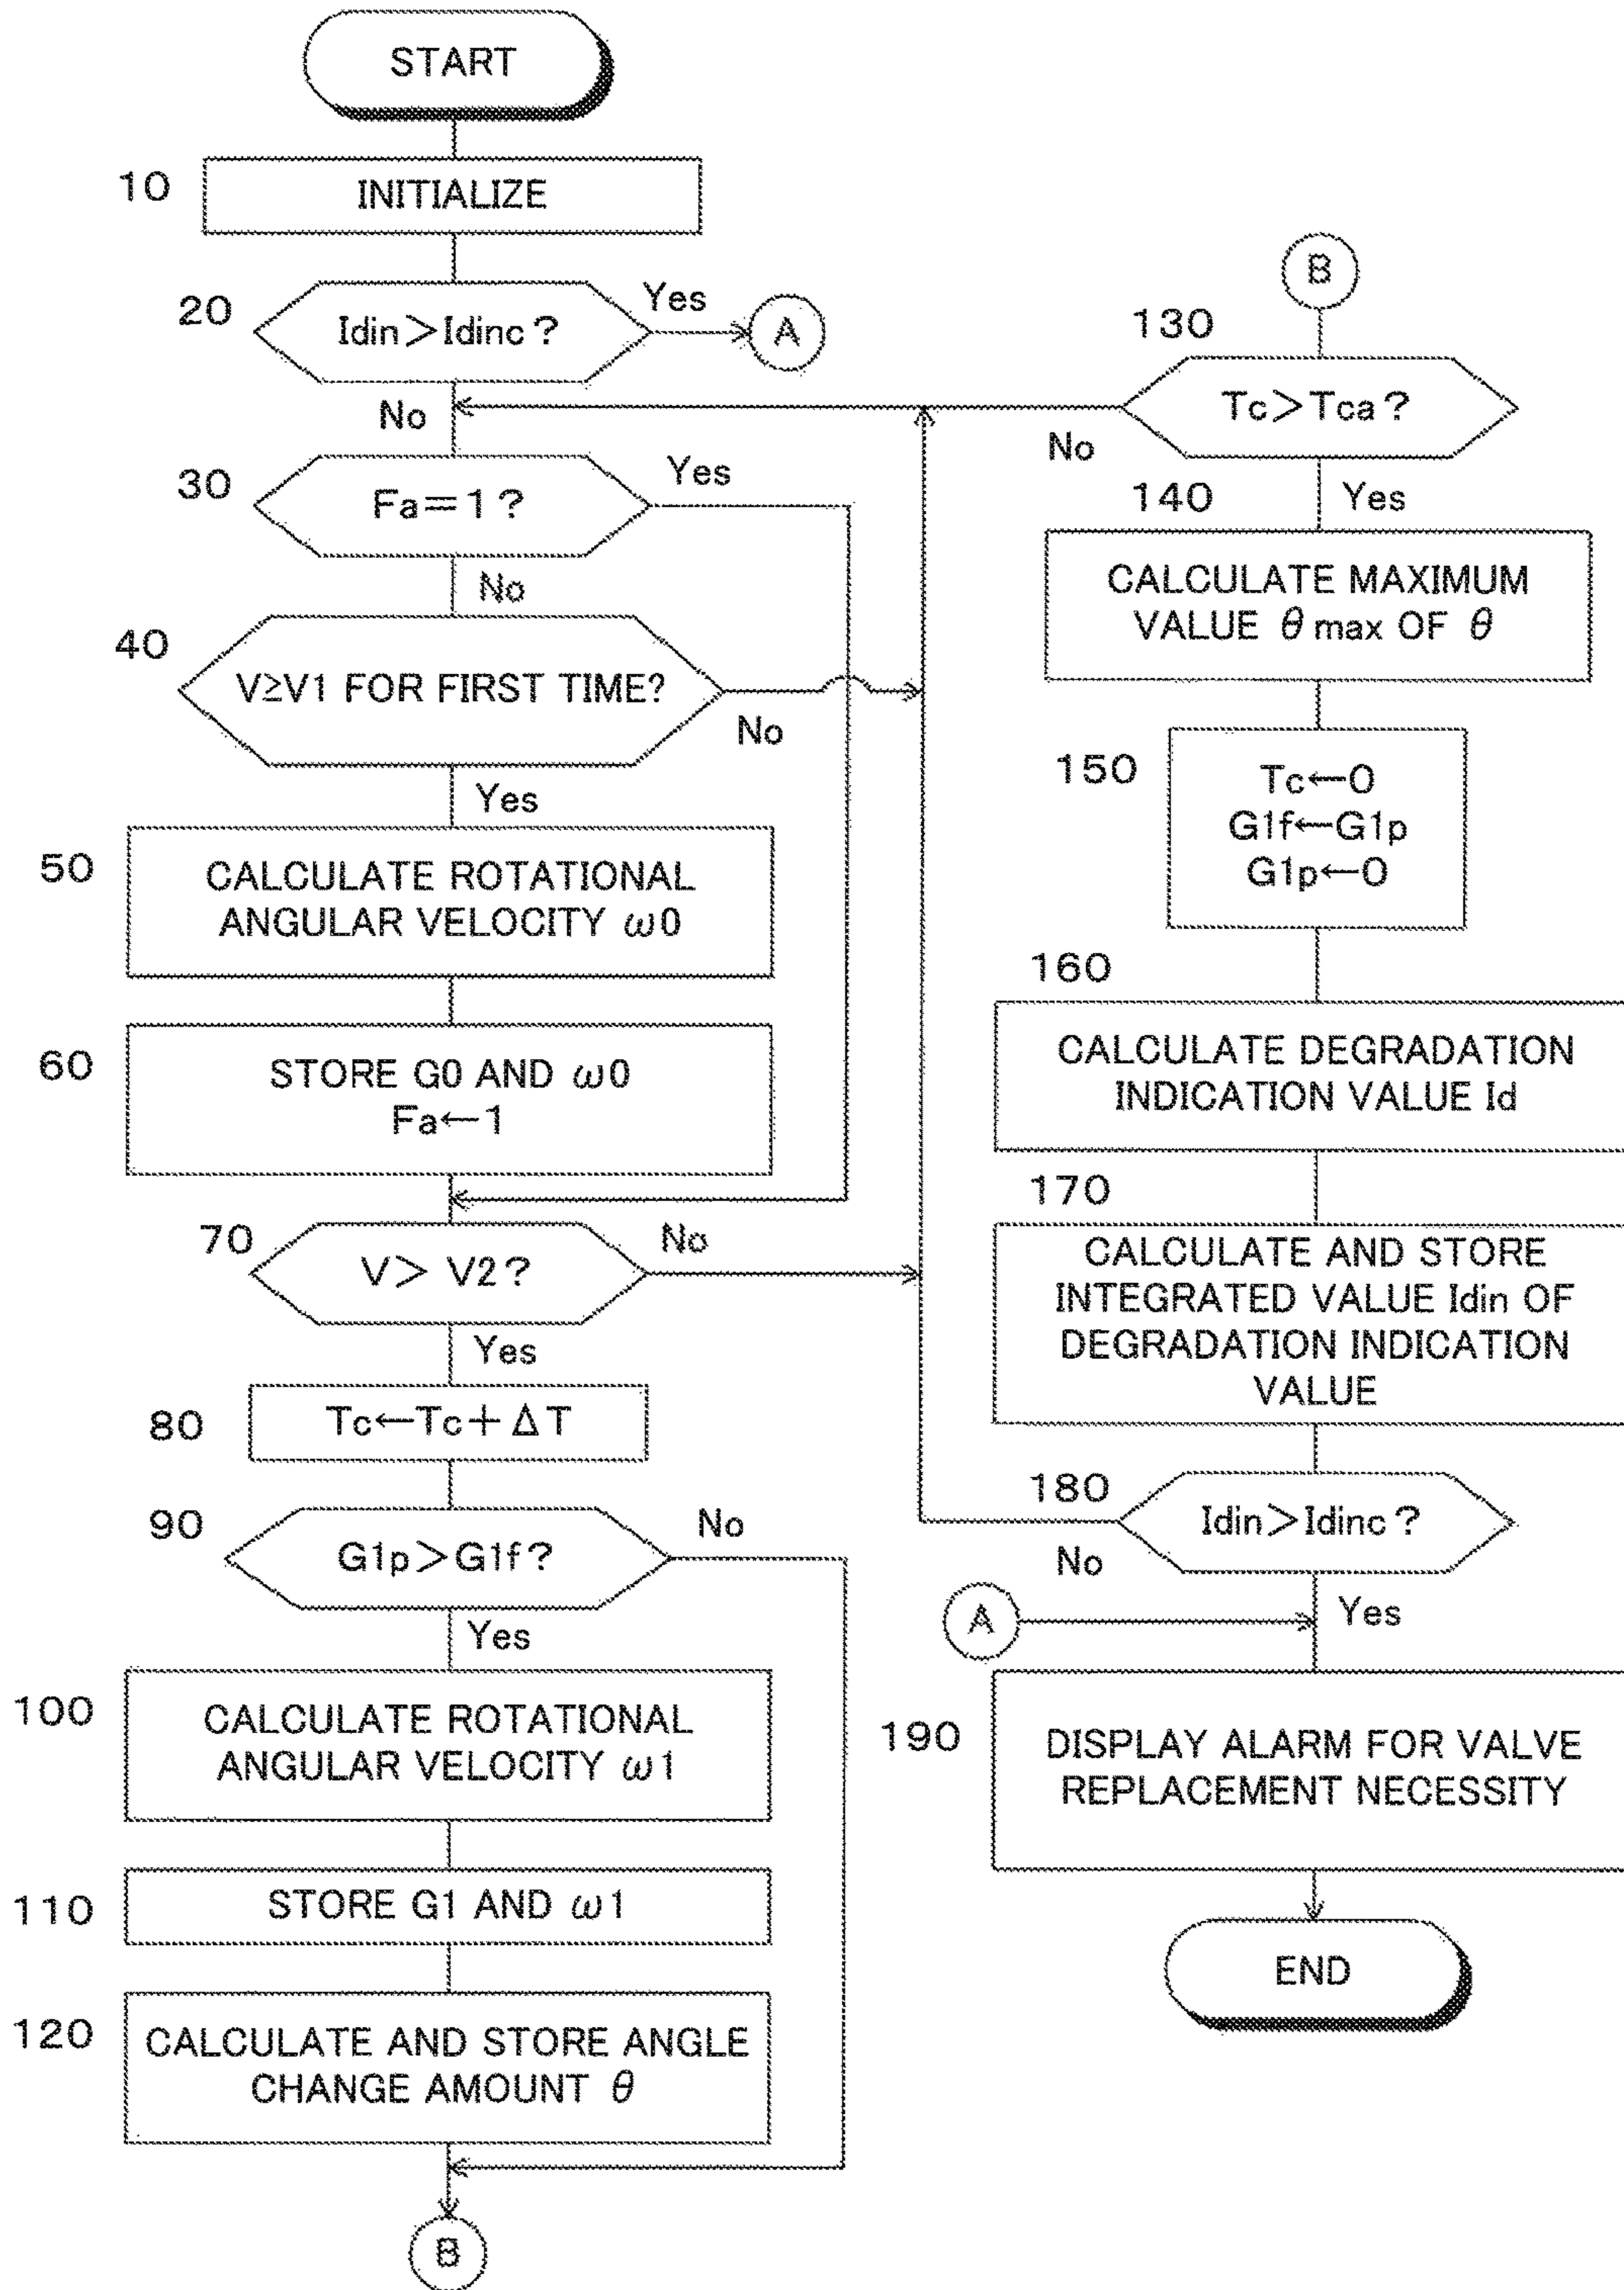 START
10
INITIALIZE
20
Idin>Idinc?
Yes
A
No
30
Fa=1?
Yes
No
40
V≥V1 FOR FIRST TIME?
No
Yes
50
CALCULATE ROTATIONAL
ANGULAR VELOCITY ω0
60
STORE G0 AND ω0
Fa←1
70
V> V2?
No
Yes
80
Tc←Tc+ΔT
90
G1p>G1f?
No
Yes
100
CALCULATE ROTATIONAL
ANGULAR VELOCITY ω1
110
STORE G1 AND ω1
120
CALCULATE AND STORE ANGLE
CHANGE AMOUNT θ
B
B
130
Tc>Tca?
No
Yes
140
CALCULATE MAXIMUM
VALUE θmax OF θ
150
Tc←0
G1f←G1p
G1p←0
160
CALCULATE DEGRADATION
INDICATION VALUE Id
170
CALCULATE AND STORE
INTEGRATED VALUE Idin OF
DEGRADATION INDICATION
VALUE
180
Idin>Idinc?
No
Yes
A
190
DISPLAY ALARM FOR VALVE
REPLACEMENT NECESSITY
END